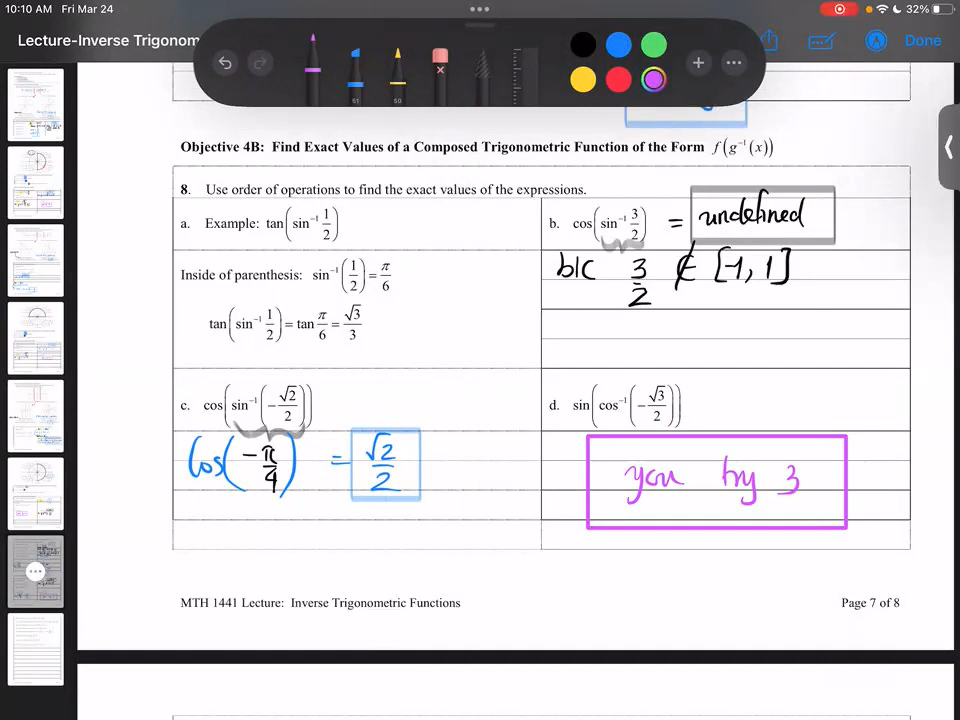 10:10 AM Fri Mar 24
32%
Lecture-Inverse Trigonom
Done
51
50
Objective 4B: Find Exact Values of a Composed Trigonometric Function of the Form f(g⁻¹(x))
8. Use order of operations to find the exact values of the expressions.
a. Example: tan(sin⁻¹ 1/2)
b. cos(sin⁻¹ 3/2) = undefined
b/c 3/2 ∉ [-1, 1]
Inside of parenthesis: sin⁻¹(1/2) = π/6
tan(sin⁻¹ 1/2) = tan π/6 = √3/3
c. cos(sin⁻¹(-√2/2))
d. sin(cos⁻¹(-√3/2))
cos(-π/4) = √2/2
you try 3
MTH 1441 Lecture: Inverse Trigonometric Functions
Page 7 of 8